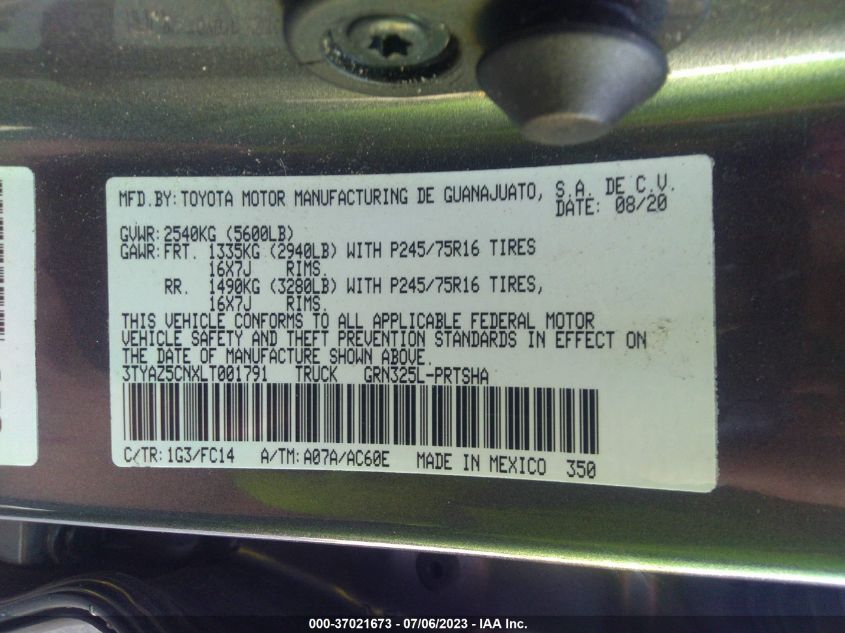 MFD.BY:TOYOTA MOTOR MANUFACTURING DE GUANAJUATO, S.A. DE C.V.
DATE: 08/20
GVWR:2540KG (5600LB)
GAWR:FRT. 1335KG (2940LB) WITH P245/75R16 TIRES
16X7J RIMS.
RR. 1490KG (3280LB) WITH P245/75R16 TIRES,
16X7J RIMS.
THIS VEHICLE CONFORMS TO ALL APPLICABLE FEDERAL MOTOR
VEHICLE SAFETY AND THEFT PREVENTION STANDARDS IN EFFECT ON
THE DATE OF MANUFACTURE SHOWN ABOVE.
3TYAZ5CNXLT001791 TRUCK GRN325L-PRTSHA
C/TR:1G3/FC14 A/TM:A07A/AC60E MADE IN MEXICO 350
000-37021673 - 07/06/2023 - IAAI.COM